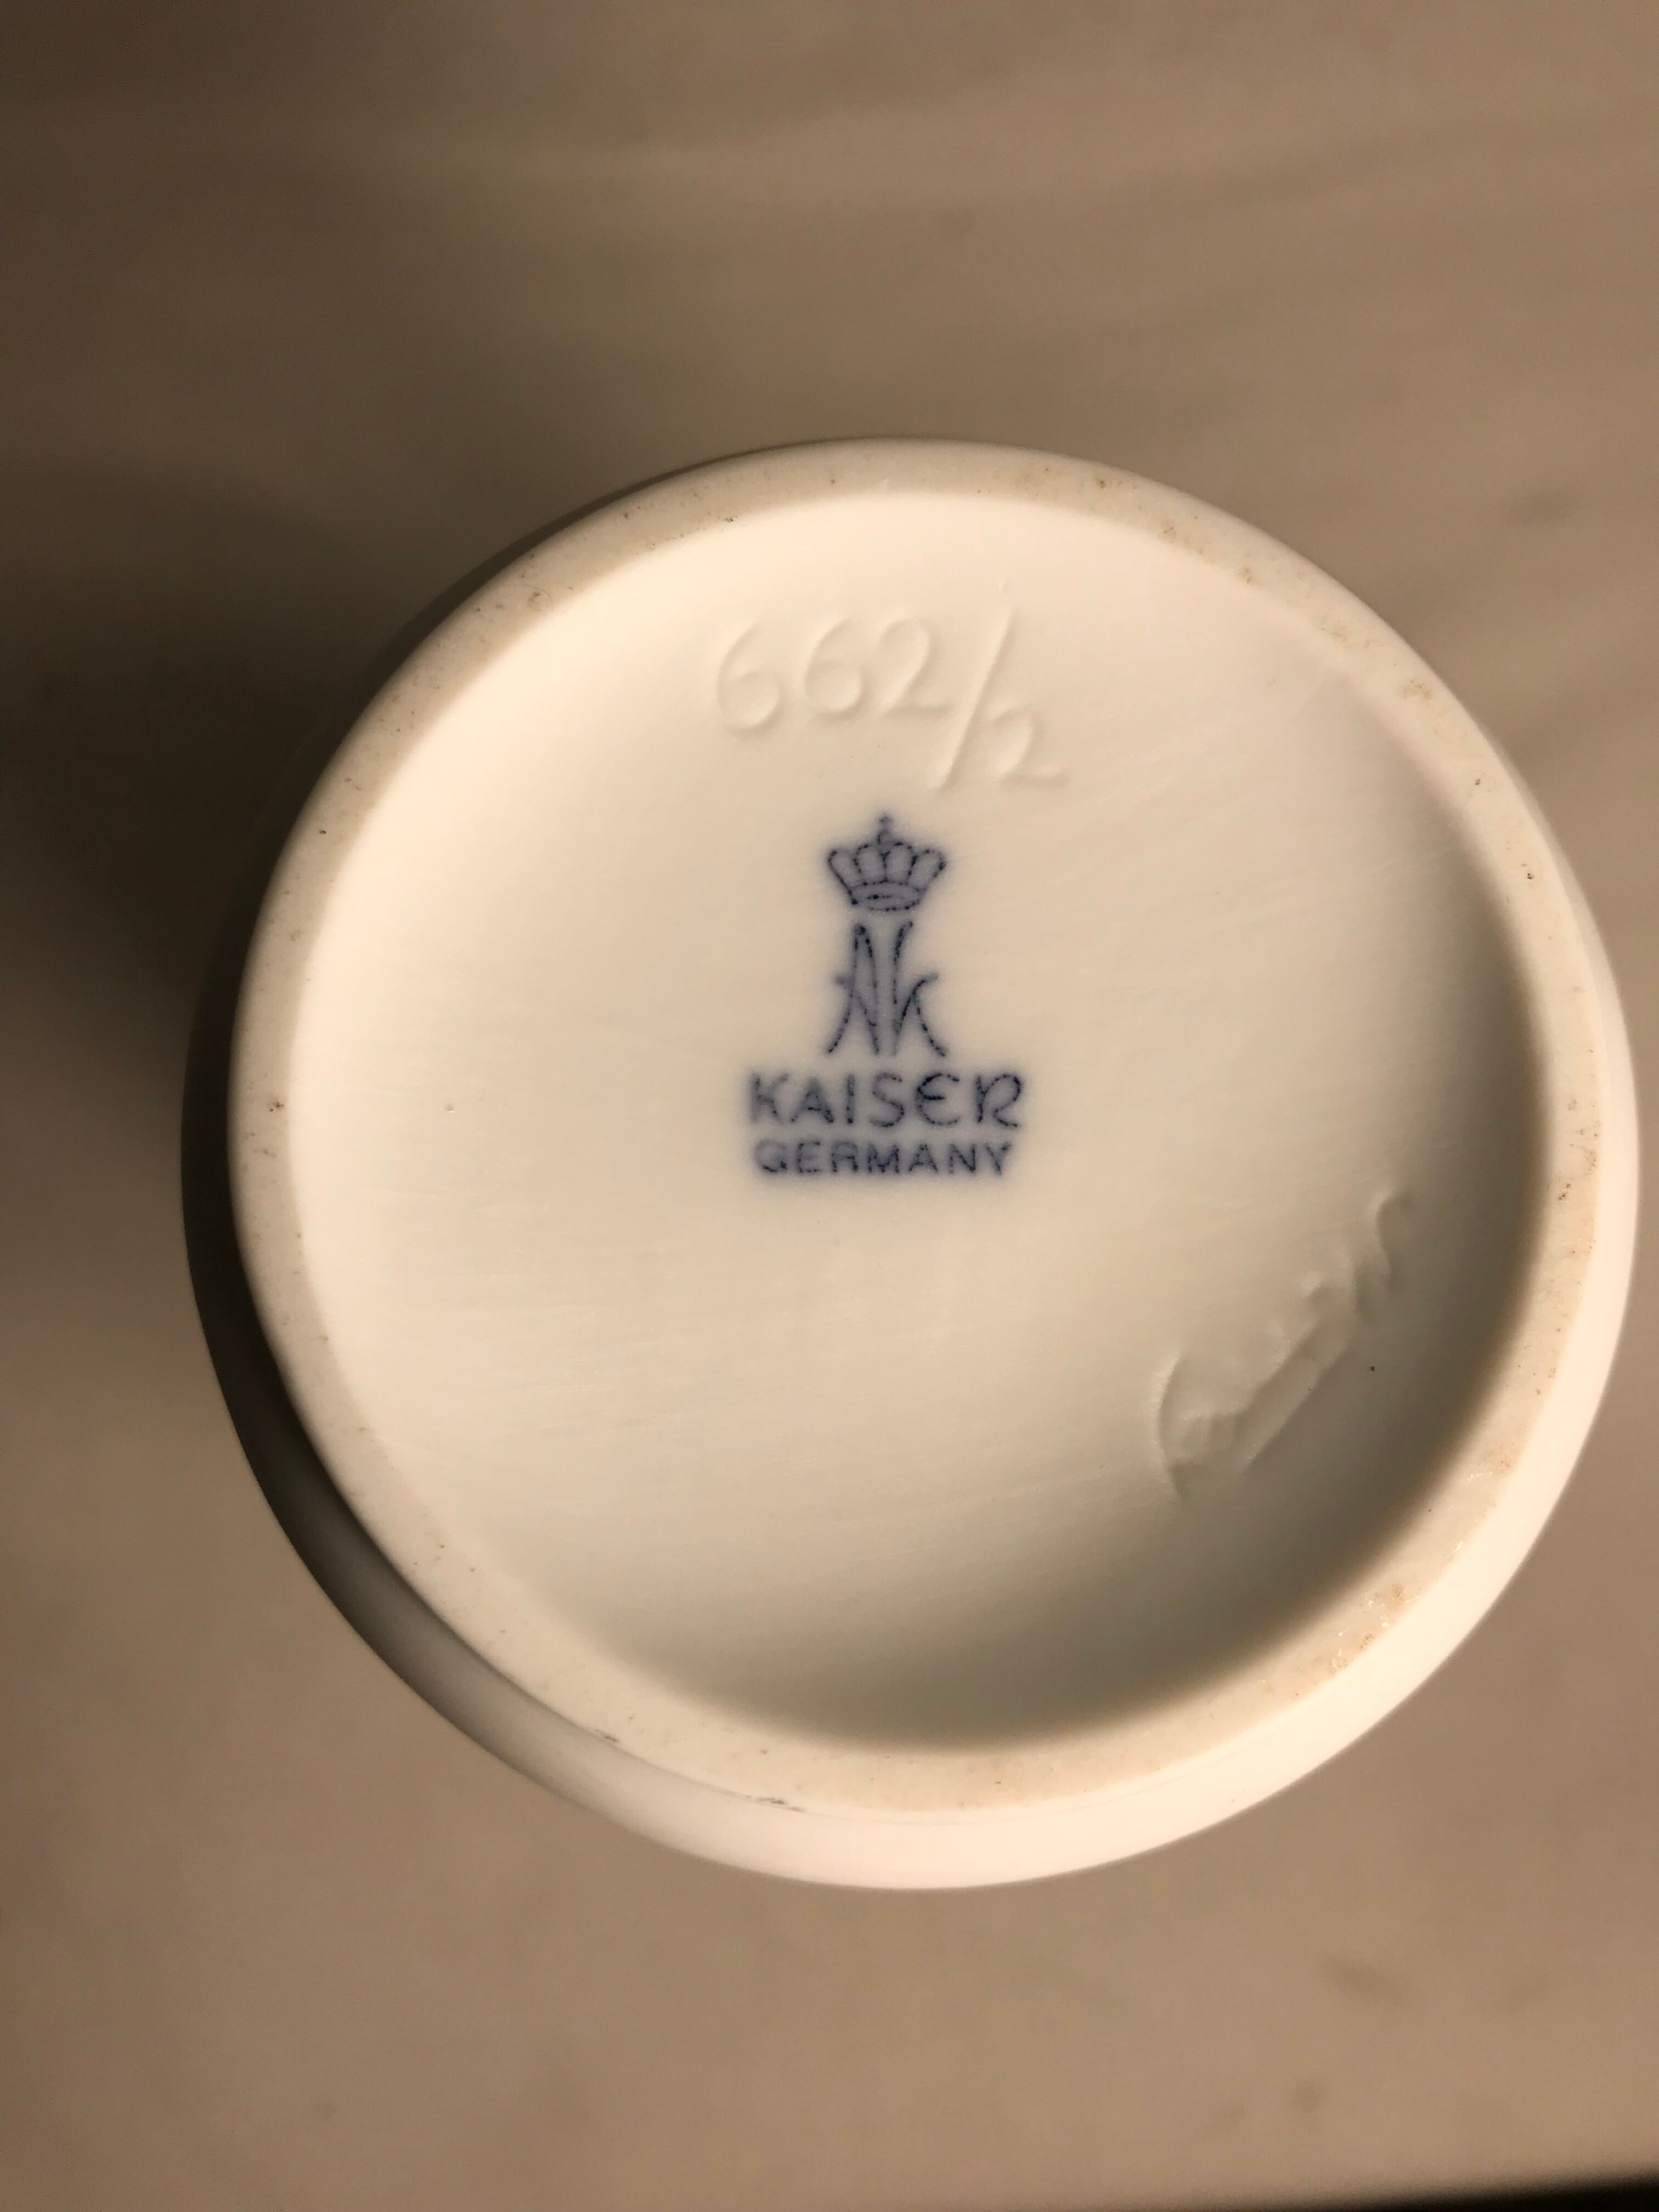 662/2
AK
KAISER
GERMANY